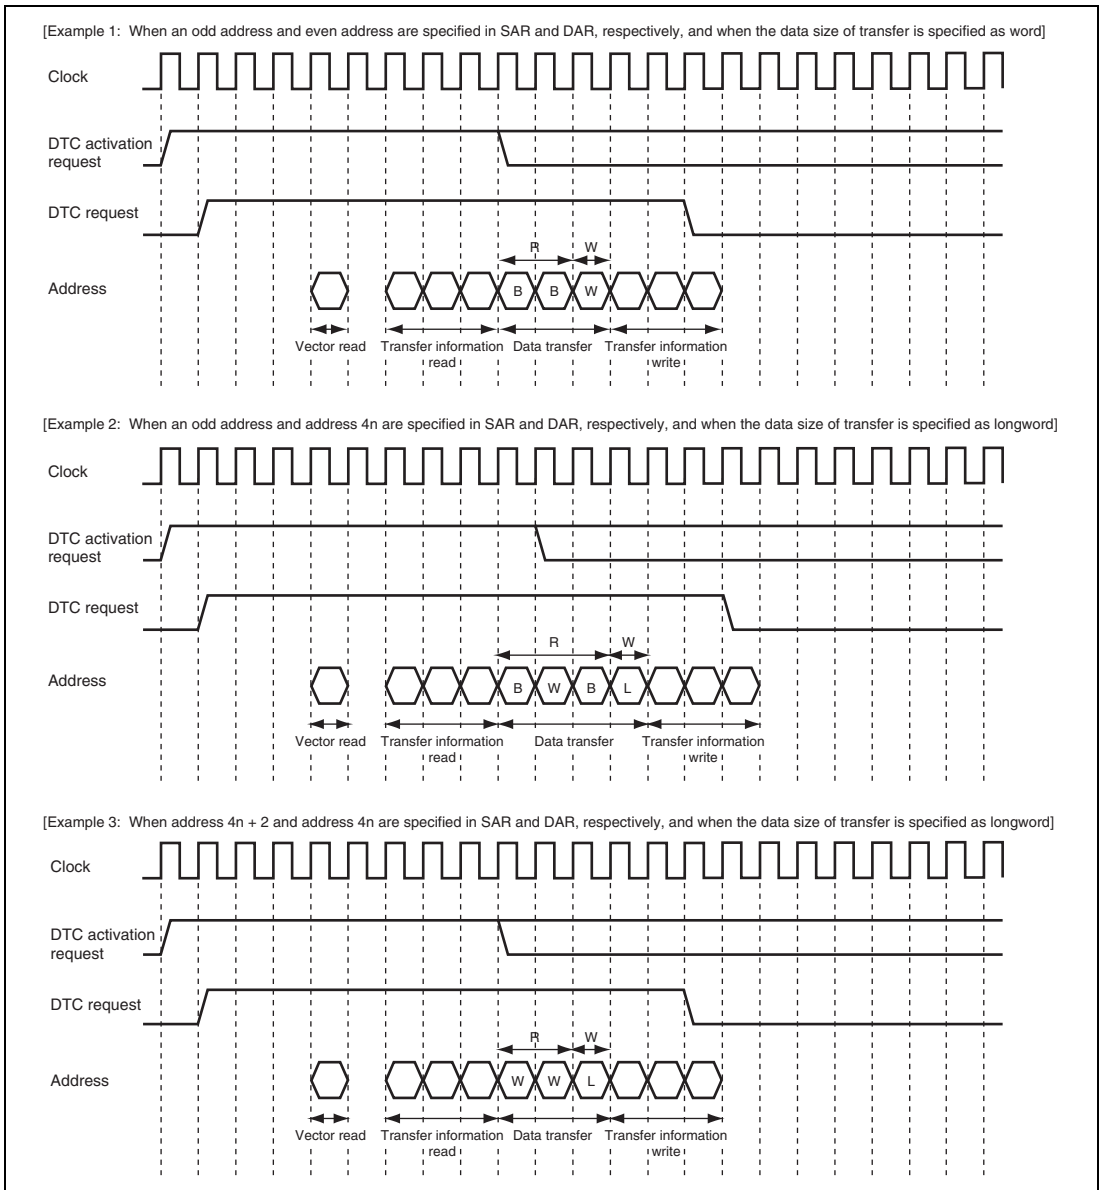 [Example 1: When an odd address and even address are specified in SAR and DAR, respectively, and when the data size of transfer is specified as word]
Clock
DTC activation
request
DTC request
R W
Address
B B W
Vector read Transfer information Data transfer Transfer information
read write
[Example 2: When an odd address and address 4n are specified in SAR and DAR, respectively, and when the data size of transfer is specified as longword]
Clock
DTC activation
request
DTC request
R W
Address
B W B L
Vector read Transfer information Data transfer Transfer information
read write
[Example 3: When address 4n + 2 and address 4n are specified in SAR and DAR, respectively, and when the data size of transfer is specified as longword]
Clock
DTC activation
request
DTC request
R W
Address
W W L
Vector read Transfer information Data transfer Transfer information
read write